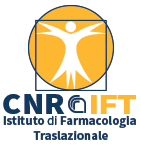 CNR IFT
Istituto di Farmacologia
Traslazionale